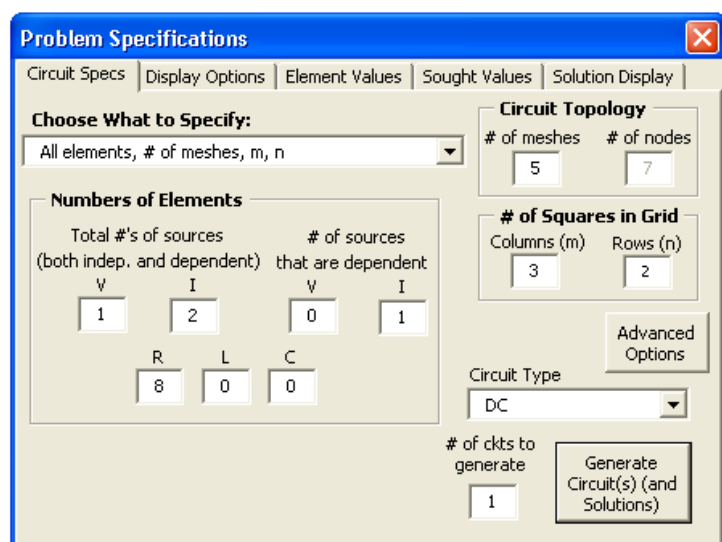 Problem Specifications
Circuit Specs Display Options Element Values Sought Values Solution Display
Choose What to Specify:
All elements, # of meshes, m, n
Circuit Topology
# of meshes # of nodes
5 7
Numbers of Elements
Total #'s of sources
(both indep. and dependent)
# of sources
that are dependent
V I V I
1 2 0 1
R L C
8 0 0
# of Squares in Grid
Columns (m) Rows (n)
3 2
Advanced
Options
Circuit Type
DC
# of ckts to
generate
1
Generate
Circuit(s) (and
Solutions)